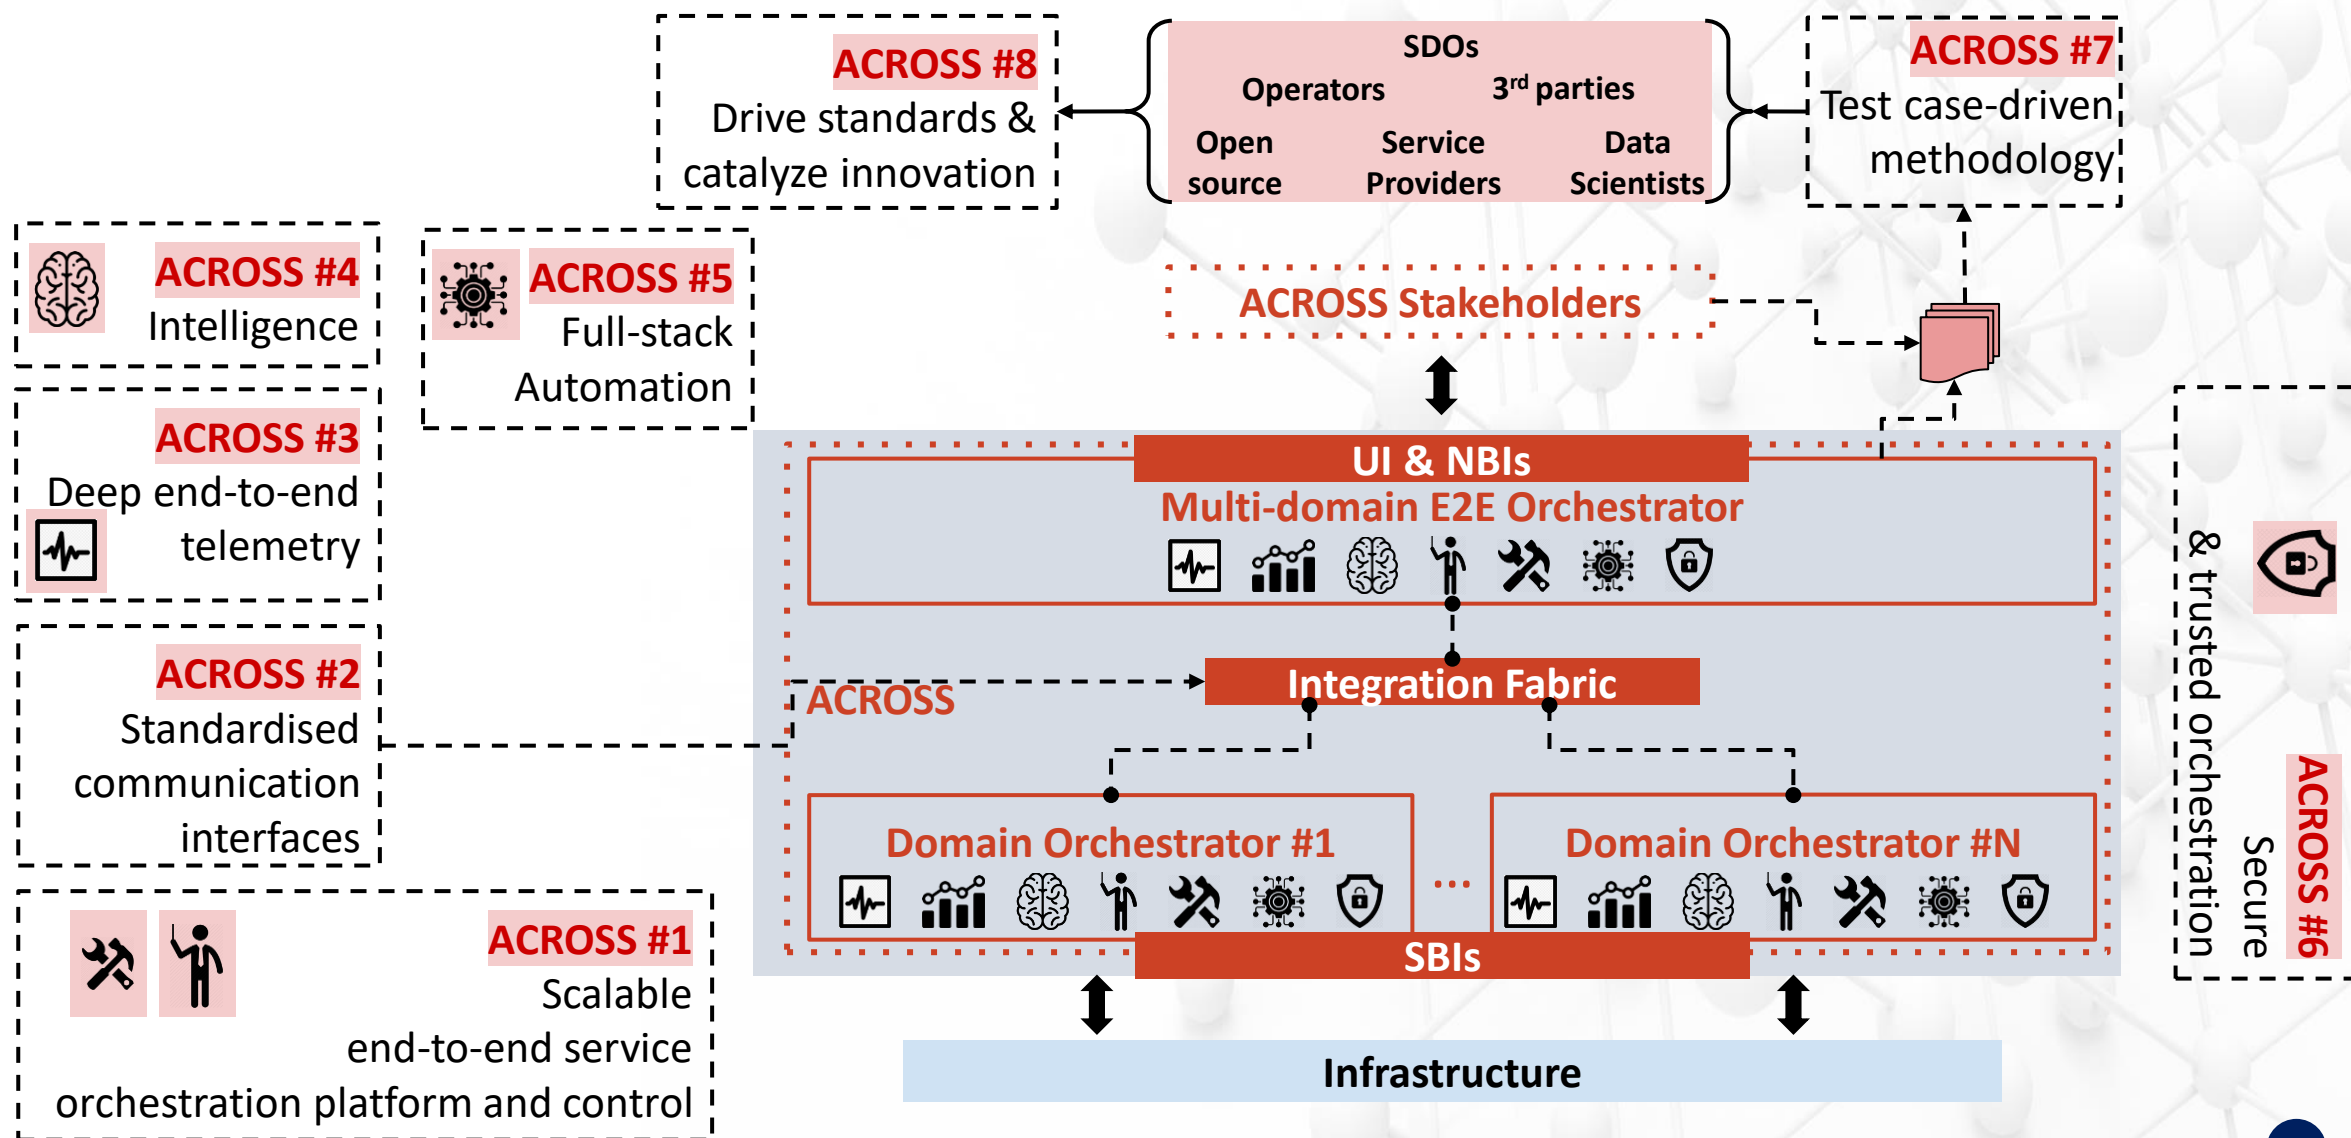 ACROSS #8
Drive standards &
catalyze innovation
SDOs
Operators 3rd parties
Open Service Data
source Providers Scientists
ACROSS #7
Test case-driven
methodology
ACROSS #4
Intelligence
ACROSS #5
Full-stack
Automation
ACROSS Stakeholders
ACROSS #3
Deep end-to-end
telemetry
UI & NBIs
Multi-domain E2E Orchestrator
ACROSS #2
Standardised
communication
interfaces
Integration Fabric
ACROSS
Domain Orchestrator #1
...
Domain Orchestrator #N
SBIs
ACROSS #6
Secure
& trusted orchestration
ACROSS #1
Scalable
end-to-end service
orchestration platform and control
Infrastructure